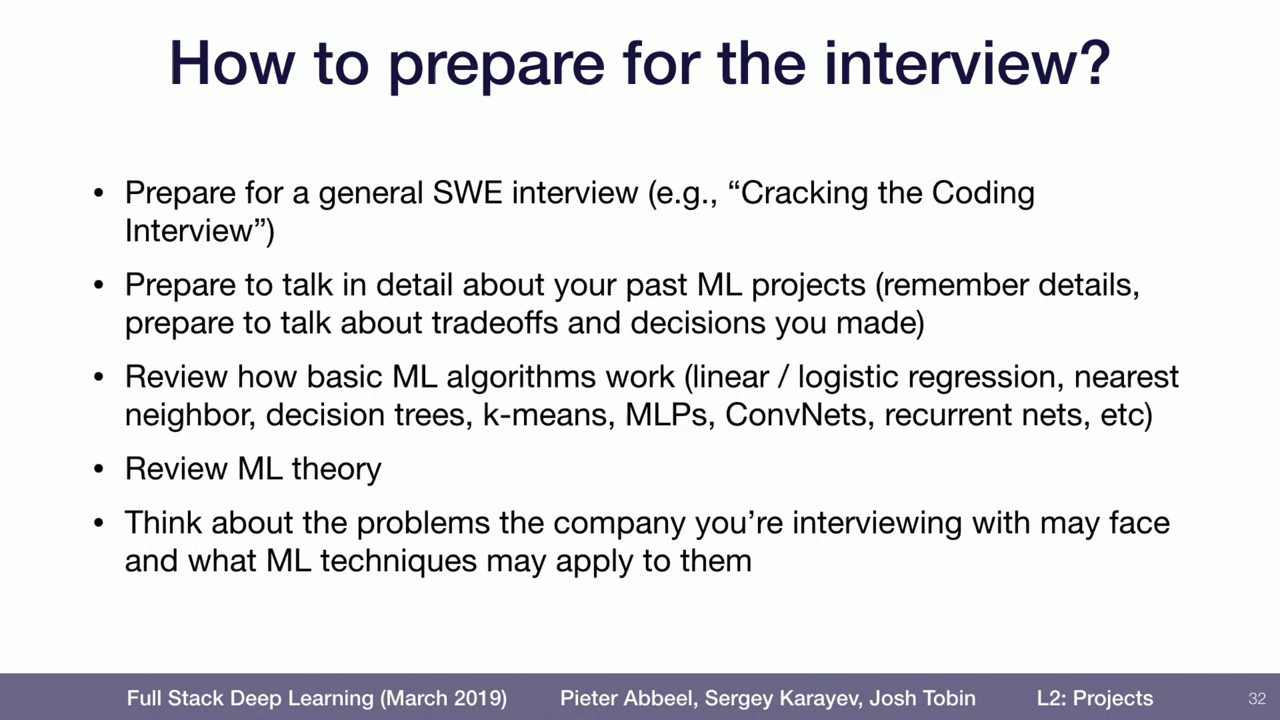 How to prepare for the interview?
• Prepare for a general SWE interview (e.g., “Cracking the Coding
Interview”)
• Prepare to talk in detail about your past ML projects (remember details,
prepare to talk about tradeoffs and decisions you made)
• Review how basic ML algorithms work (linear / logistic regression, nearest
neighbor, decision trees, k-means, MLPs, ConvNets, recurrent nets, etc)
• Review ML theory
• Think about the problems the company you’re interviewing with may face
and what ML techniques may apply to them
Full Stack Deep Learning (March 2019) Pieter Abbeel, Sergey Karayev, Josh Tobin L2: Projects 32